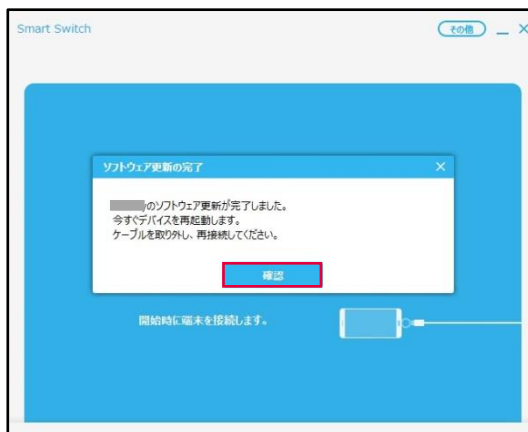 Smart Switch
その他
ソフトウェア更新の完了
のソフトウェア更新が完了しました。
今すぐデバイスを再起動します。
ケーブルを取り外し、再接続してください。
確認
開始時に端末を接続します。